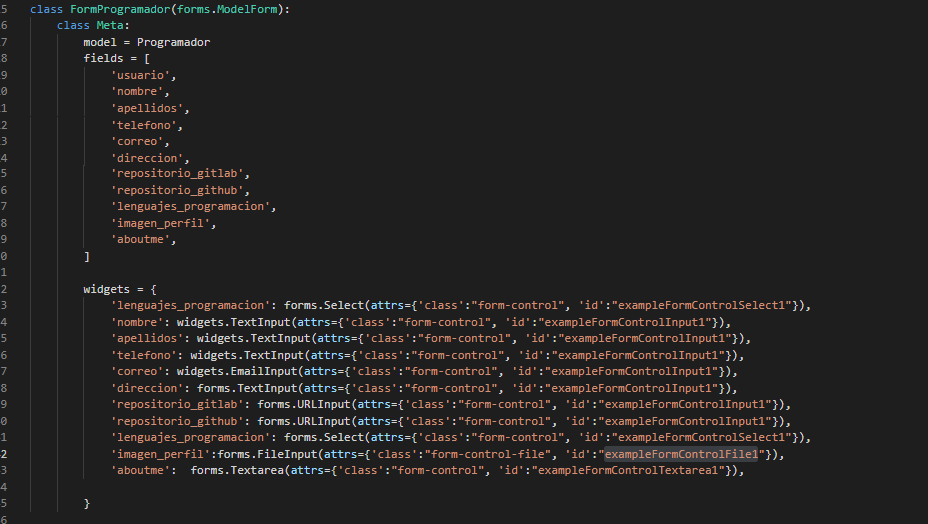 5 class FormProgramador(forms.ModelForm):
6 class Meta:
7 model = Programador
8 fields = [
9 'usuario',
0 'nombre',
1 'apellidos',
2 'telefono',
3 'correo',
4 'direccion',
5 'repositorio_gitlab',
6 'repositorio_github',
7 'lenguajes_programacion',
8 'imagen_perfil',
9 'aboutme',
0 ]
1
2 widgets = {
3 'lenguajes_programacion': forms.Select(attrs={'class':"form-control", 'id':"exampleFormControlSelect1"}),
4 'nombre': widgets.TextInput(attrs={'class':"form-control", 'id':"exampleFormControlInput1"}),
5 'apellidos': widgets.TextInput(attrs={'class':"form-control", 'id':"exampleFormControlInput1"}),
6 'telefono': widgets.TextInput(attrs={'class':"form-control", 'id':"exampleFormControlInput1"}),
7 'correo': widgets.EmailInput(attrs={'class':"form-control", 'id':"exampleFormControlInput1"}),
8 'direccion': forms.TextInput(attrs={'class':"form-control", 'id':"exampleFormControlInput1"}),
9 'repositorio_gitlab': forms.URLInput(attrs={'class':"form-control", 'id':"exampleFormControlInput1"}),
0 'repositorio_github': forms.URLInput(attrs={'class':"form-control", 'id':"exampleFormControlInput1"}),
1 'lenguajes_programacion': forms.Select(attrs={'class':"form-control", 'id':"exampleFormControlSelect1"}),
2 'imagen_perfil':forms.FileInput(attrs={'class':"form-control-file", 'id':"exampleFormControlFile1"}),
3 'aboutme':  forms.Textarea(attrs={'class':"form-control", 'id':"exampleFormControlTextarea1"}),
4
5 }
6